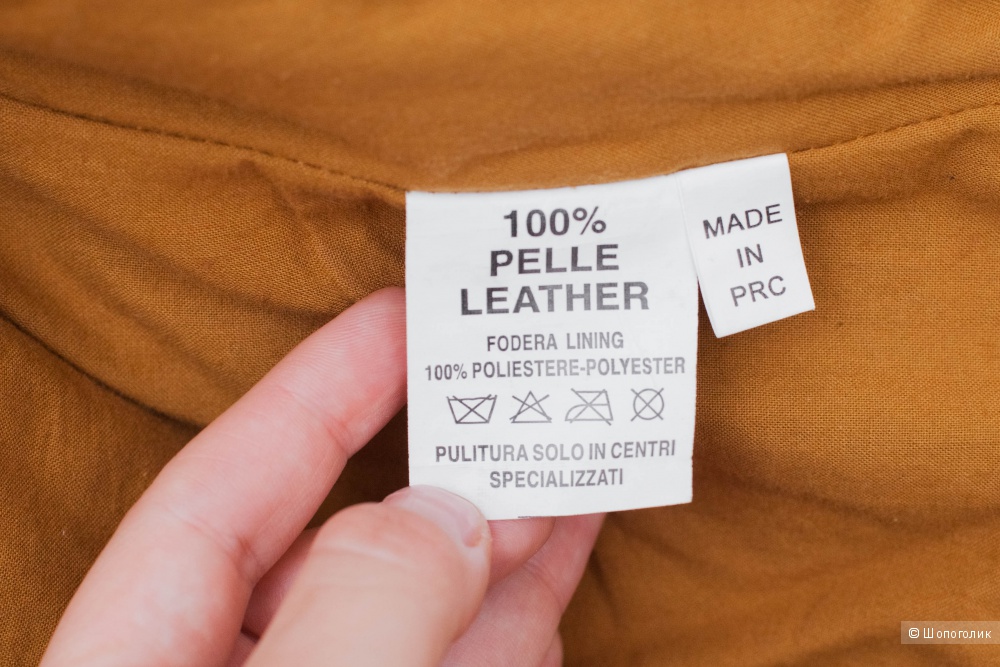 100%
PELLE
LEATHER
FODERA LINING
100% POLIESTERE-POLYESTER
PULITURA SOLO IN CENTRI
SPECIALIZZATI
MADE
IN
PRC
© Шопоголик